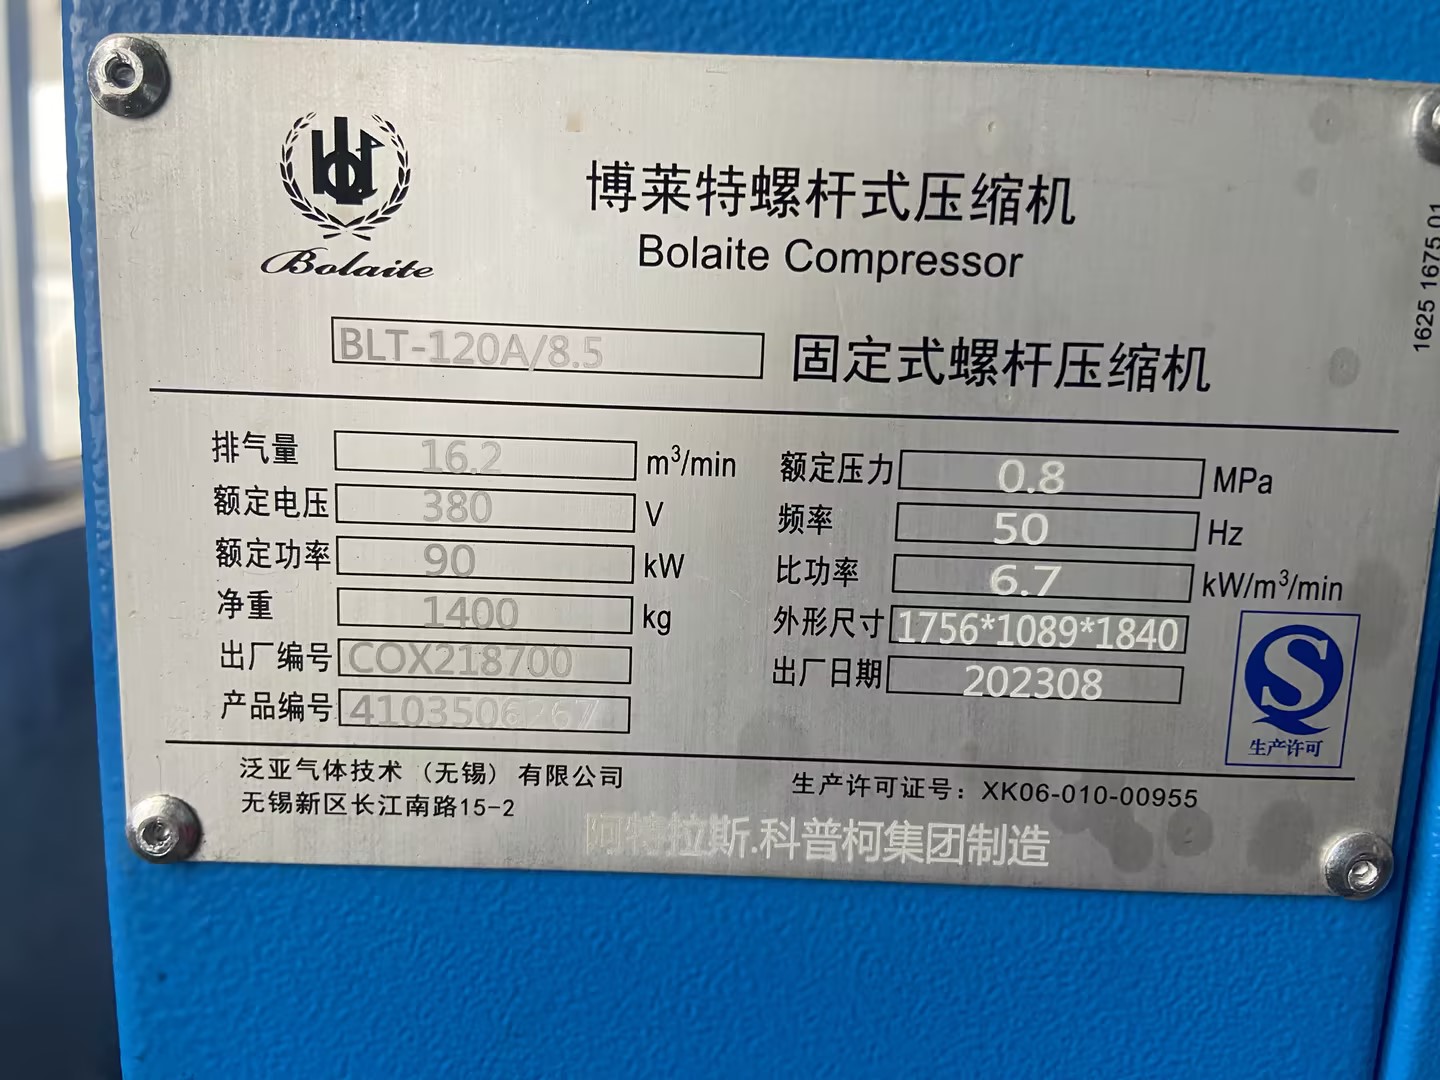 blt
Bolaite
博莱特螺杆式压缩机
Bolaite Compressor
1625 1675 01
BLT-120A/8.5 固定式螺杆压缩机
排气量 16.2 m³/min 额定压力 0.8 MPa
额定电压 380 V 频率 50 Hz
额定功率 90 kW 比功率 6.7 kW/m³/min
净重 1400 kg 外形尺寸 1756*1089*1840
出厂编号 COX218700 出厂日期 202308
产品编号 4103506267
S
生产许可
泛亚气体技术（无锡）有限公司 生产许可证号：XK06-010-00955
无锡新区长江南路15-2
阿特拉斯.科普柯集团制造